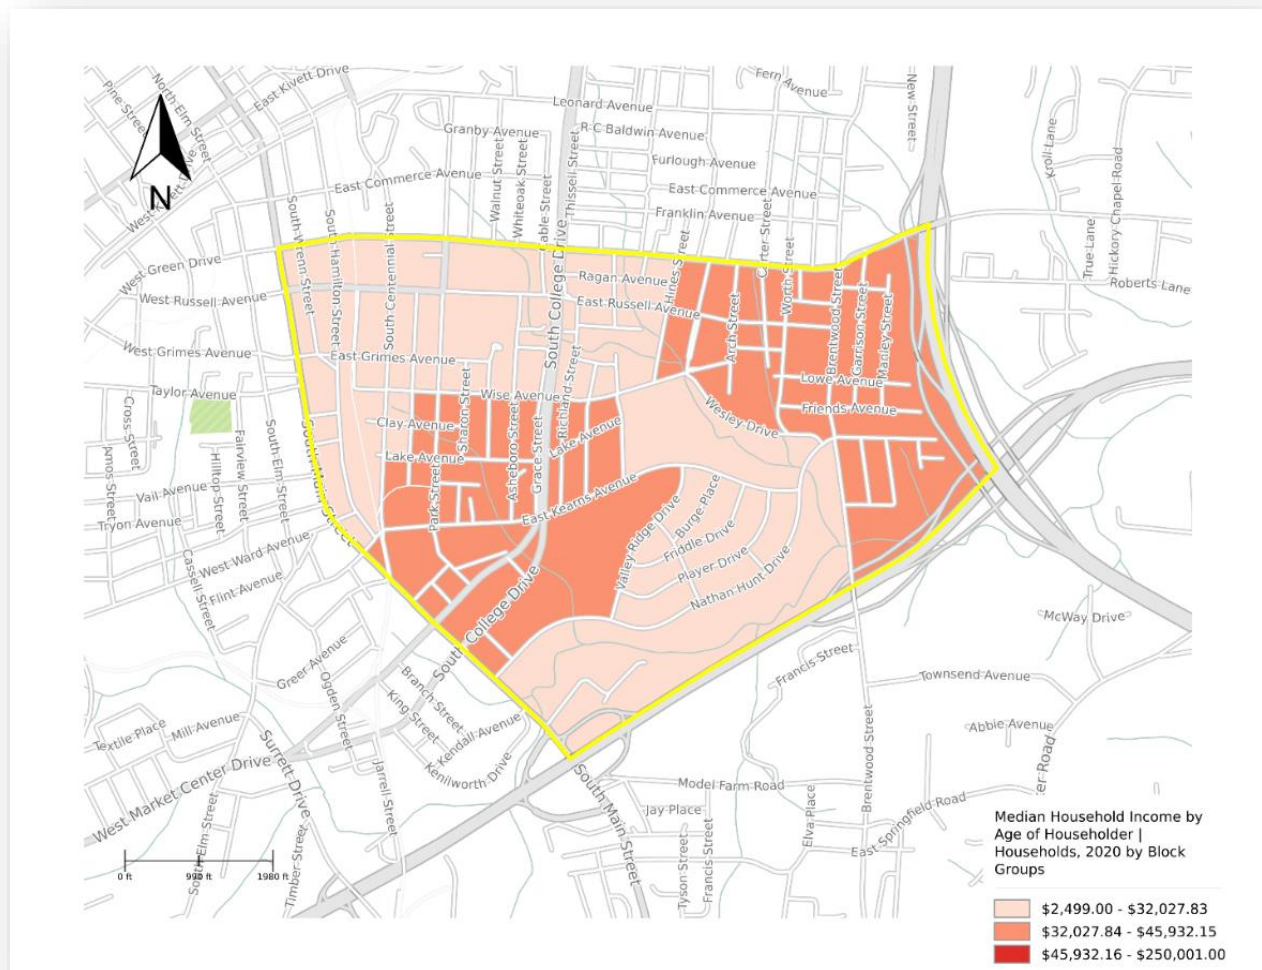 Pine Street
North Elm Street
East Kivett Drive
Leonard Avenue
Fern Avenue
New Street
Granby Avenue
R C Baldwin Avenue
Walnut Street
Whiteoak Street
Cable Street
Thissell Street
Furlough Avenue
Kroll Lane
Hickory Chapel Road
N
East Commerce Avenue
East Commerce Avenue
Franklin Avenue
South Wrenn Street
South Hamilton Street
South Centennial Street
South College Drive
Hines Street
Carter Street
Worth Street
True Lane
West Green Drive
Ragan Avenue
Roberts Lane
West Russell Avenue
East Russell Avenue
Arch Street
Brentwood Street
Garrison Street
Manley Street
West Grimes Avenue
East Grimes Avenue
Taylor Avenue
Wise Avenue
Richland Street
Lowe Avenue
Cross Street
Clay Avenue
Sharon Street
Wesley Drive
Friends Avenue
Amos Street
Hilltop Street
Fairview Street
South Elm Street
South Main Street
Lake Avenue
Lake Avenue
Asheboro Street
Grace Street
Park Street
Vail Avenue
East Kearns Avenue
Burge Place
Tryon Avenue
Valley Ridge Drive
Friddle Drive
West Ward Avenue
Player Drive
Cassell Street
Flint Avenue
Nathan Hunt Drive
South College Drive
McWay Drive
Greer Avenue
Francis Street
Ogden Street
Branch Street
Townsend Avenue
King Street
Textile Place
Mill Avenue
Kendall Avenue
Abbie Avenue
Surrett Drive
Kenilworth Drive
Brentwood Street
er Road
West Market Center Drive
Jarrell Street
South Main Street
Model Farm Road
Jay Place
Elva Place
East Springfield Road
South Elm Street
Timber Street
Tyson Street
Francis Street
0 ft
990 ft
1980 ft
Median Household Income by
Age of Householder |
Households, 2020 by Block
Groups
$2,499.00 - $32,027.83
$32,027.84 - $45,932.15
$45,932.16 - $250,001.00